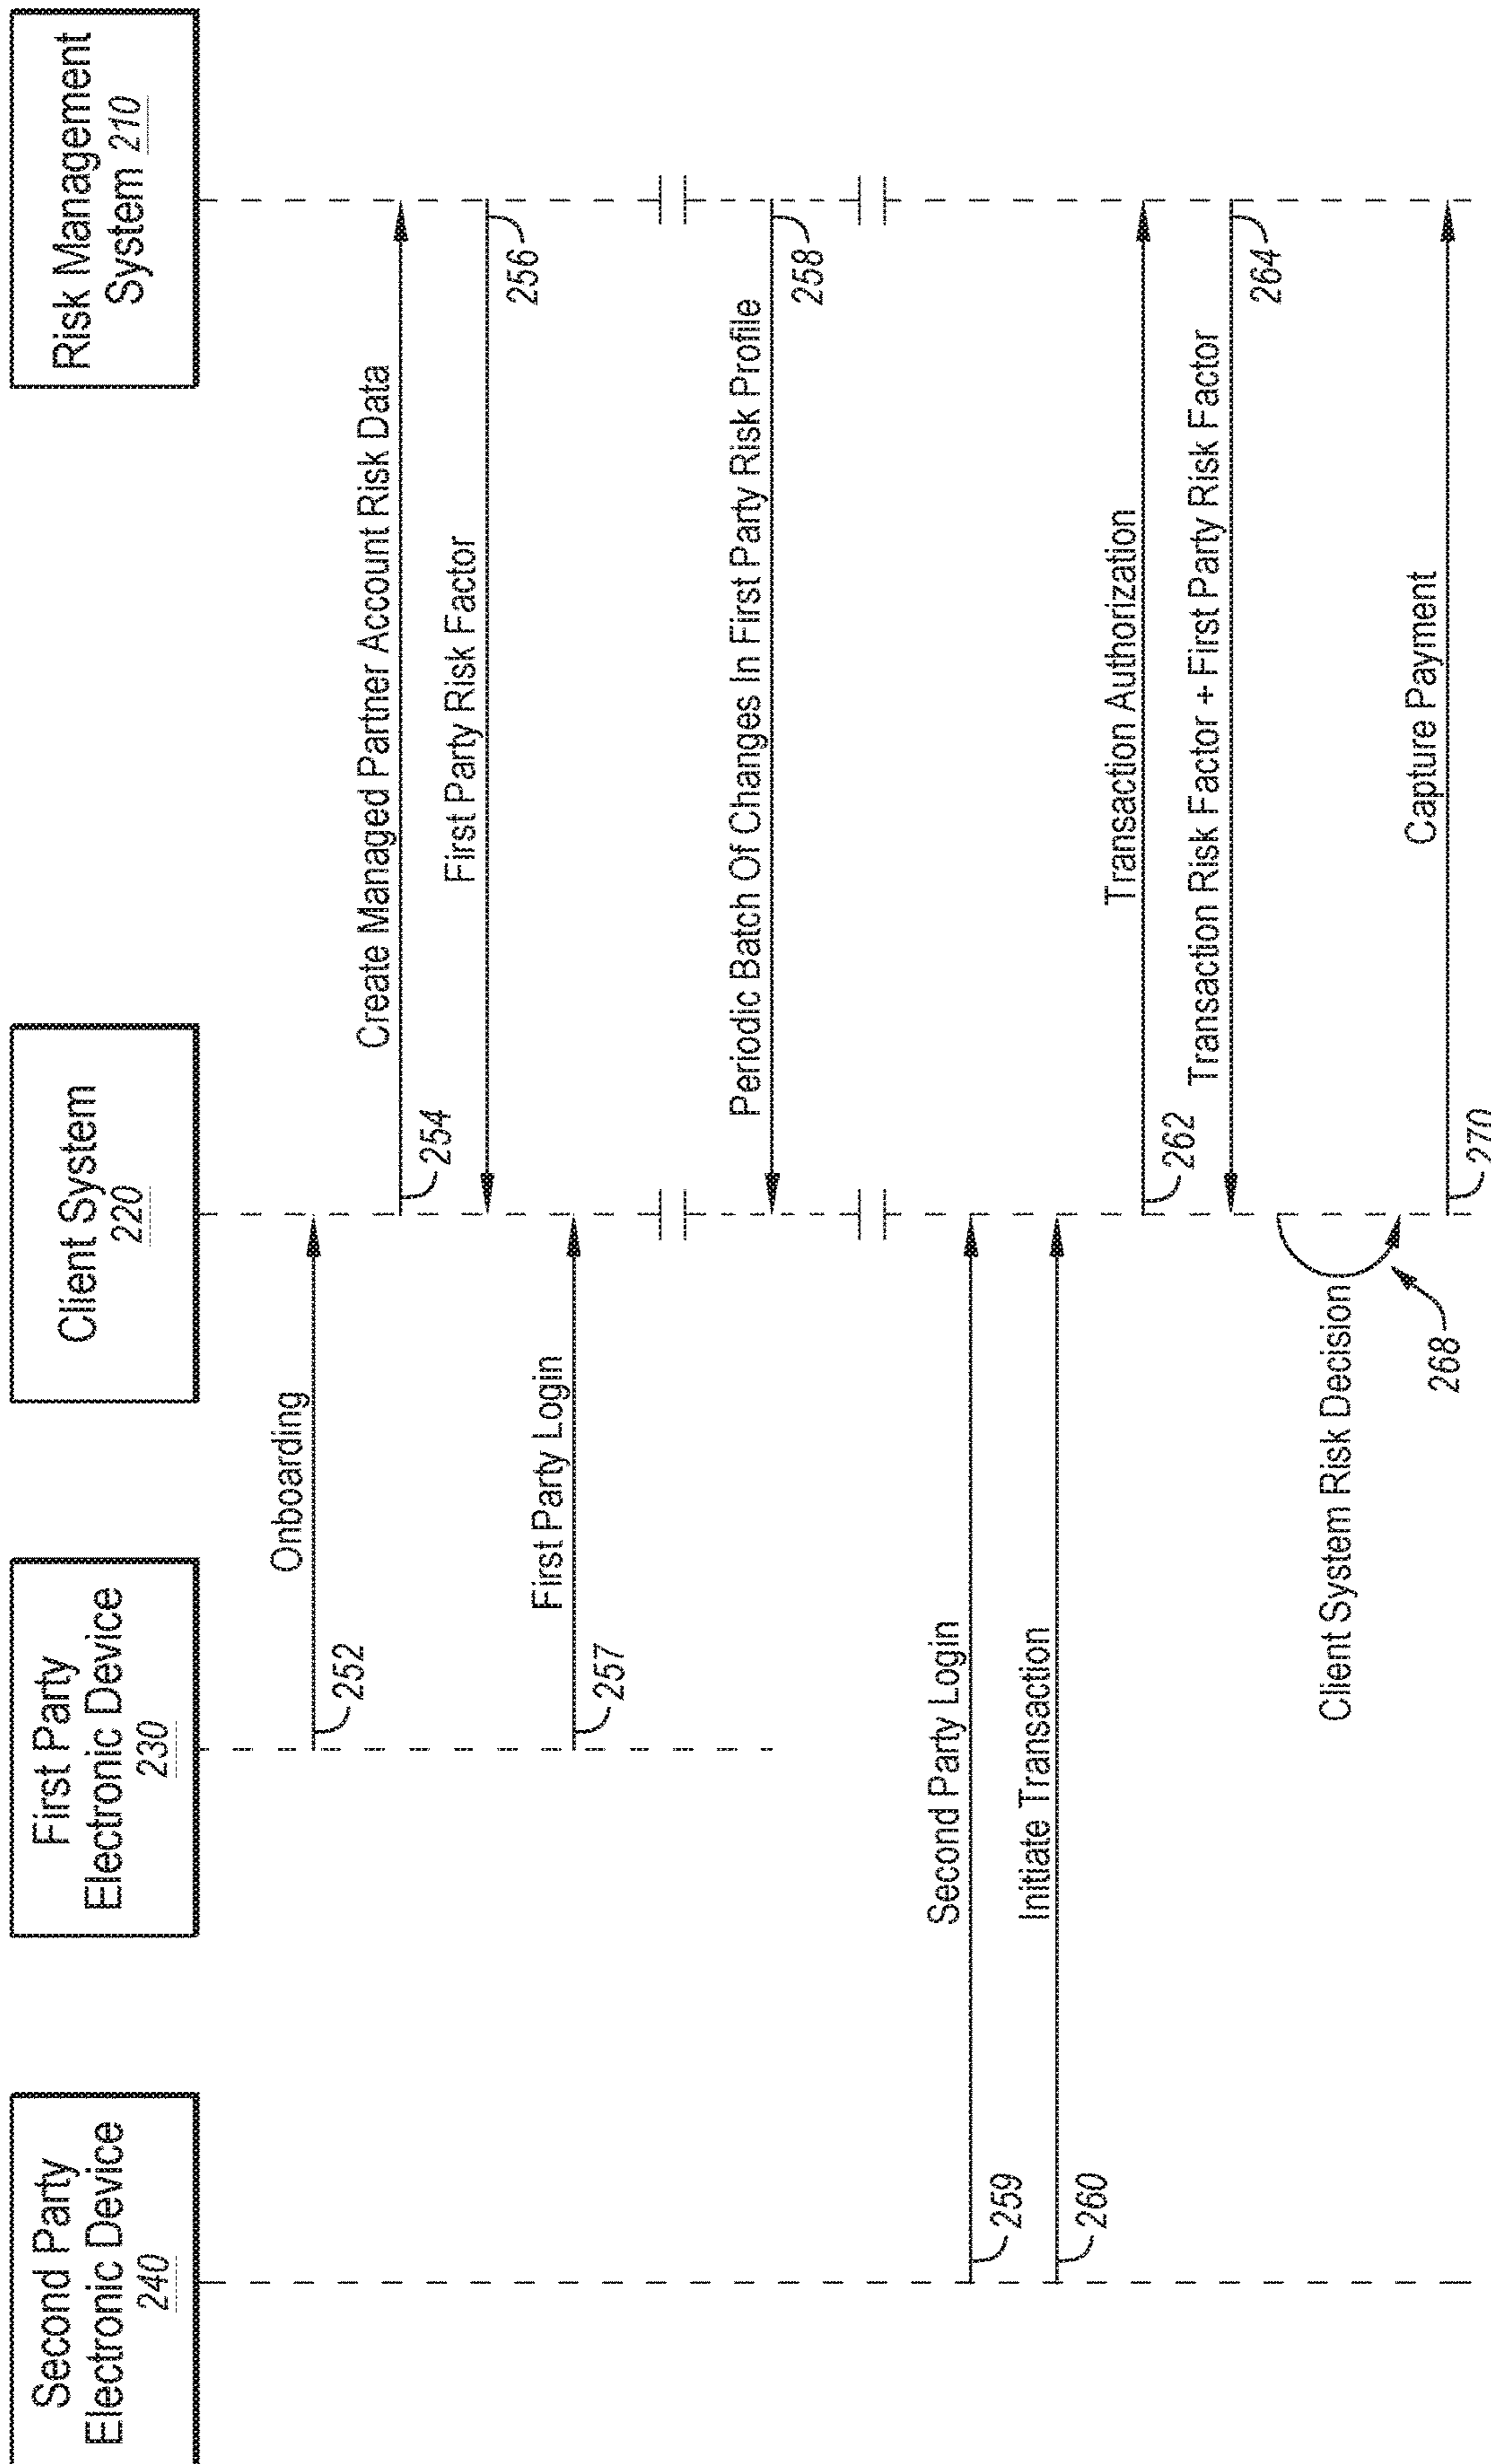 Second Party
Electronic Device
240
First Party
Electronic Device
230
Client System
220
Risk Management
System 210
Onboarding
252
Create Managed Partner Account Risk Data
254
First Party Risk Factor
256
First Party Login
257
Periodic Batch Of Changes In First Party Risk Profile
258
Second Party Login
259
Initiate Transaction
260
Transaction Authorization
262
Transaction Risk Factor + First Party Risk Factor
264
Client System Risk Decision
268
Capture Payment
270